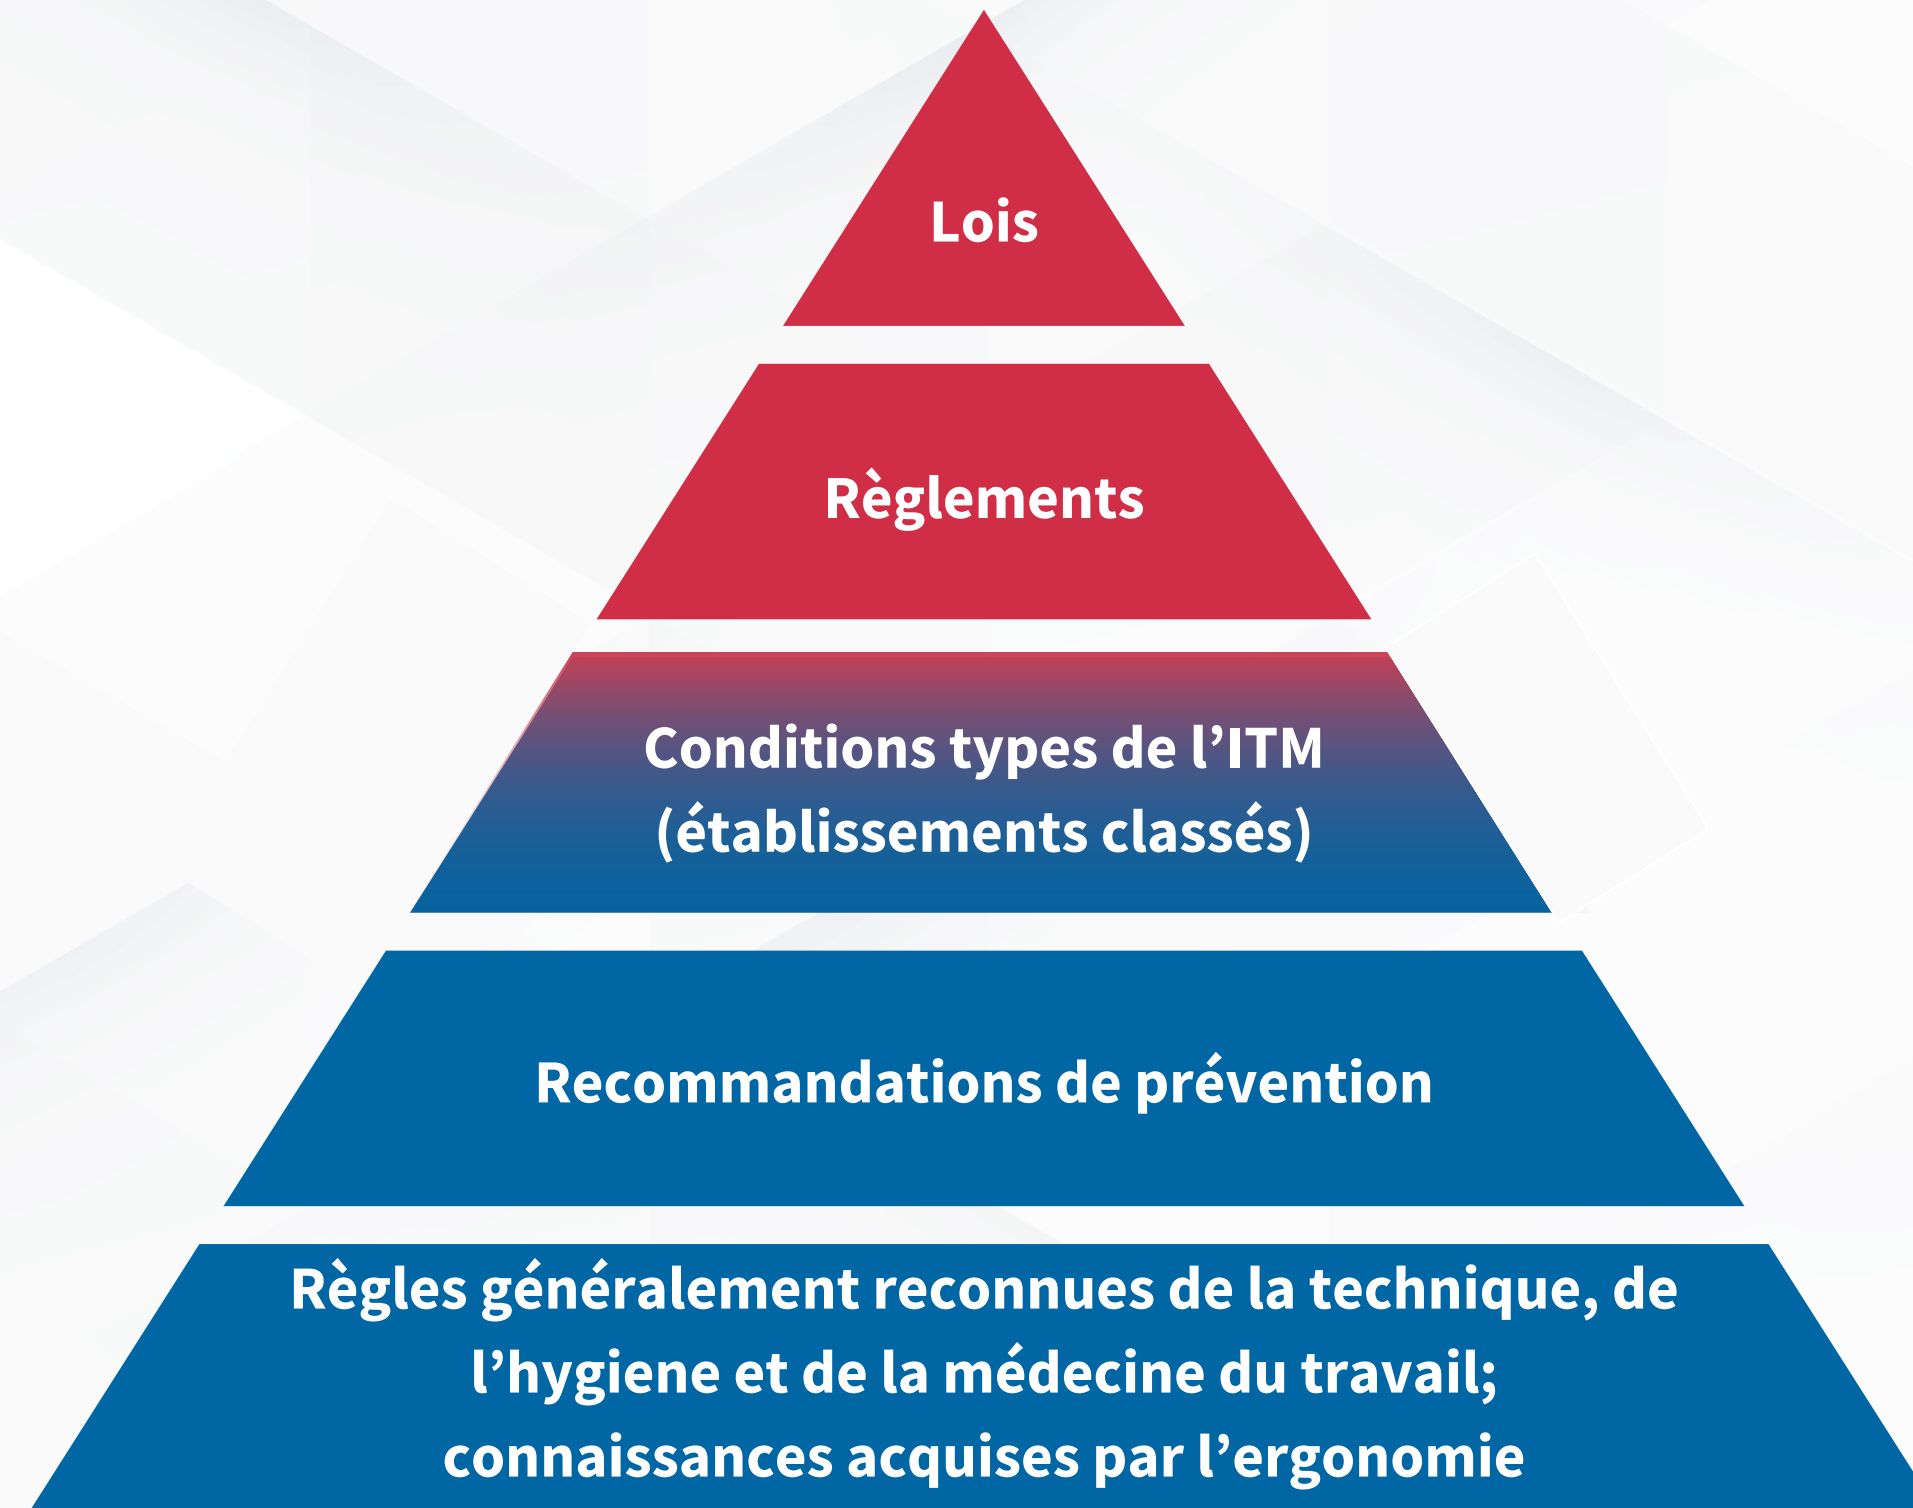 Lois
Règlements
Conditions types de l’ITM
(établissements classés)
Recommandations de prévention
Règles généralement reconnues de la technique, de
l’hygiene et de la médecine du travail;
connaissances acquises par l’ergonomie